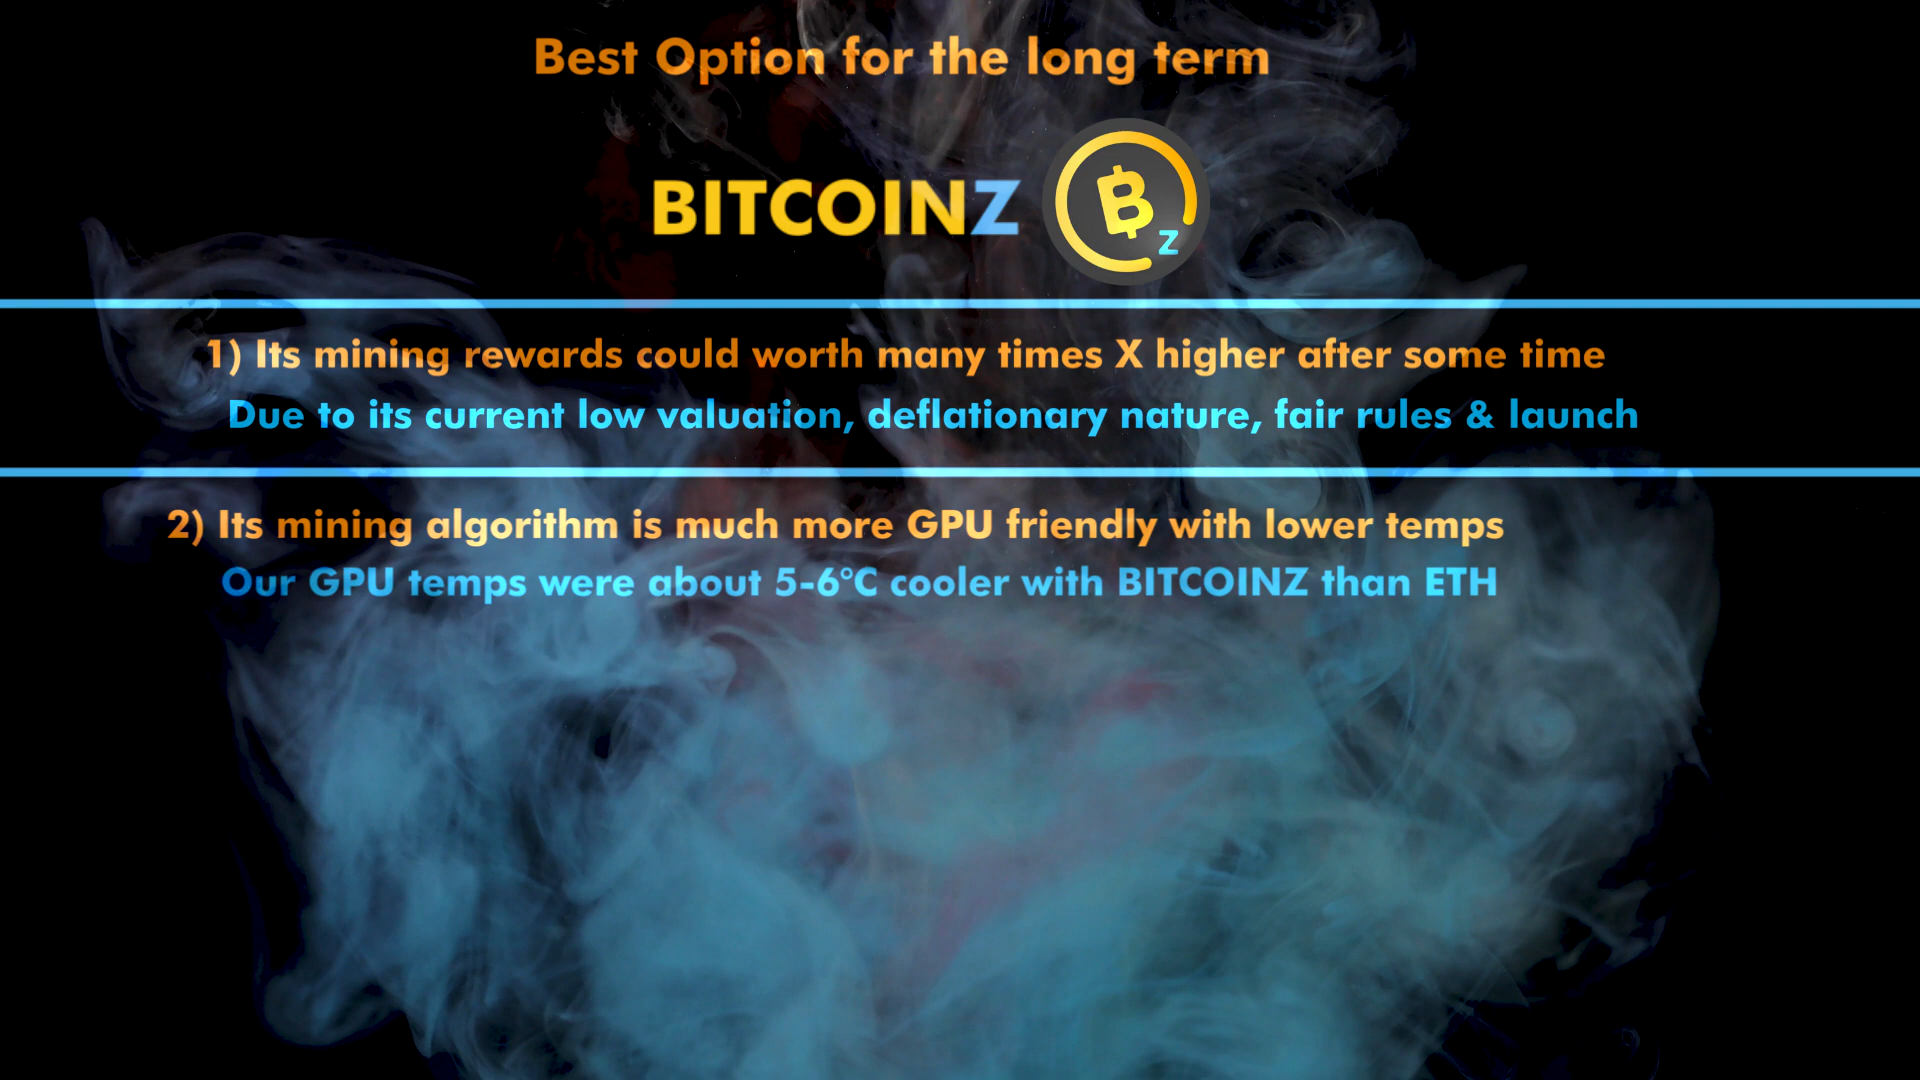 Best Option for the long term
BITCOINZ
B
z
1) Its mining rewards could worth many times X higher after some time
Due to its current low valuation, deflationary nature, fair rules & launch
2) Its mining algorithm is much more GPU friendly with lower temps
Our GPU temps were about 5-6°C cooler with BITCOINZ than ETH